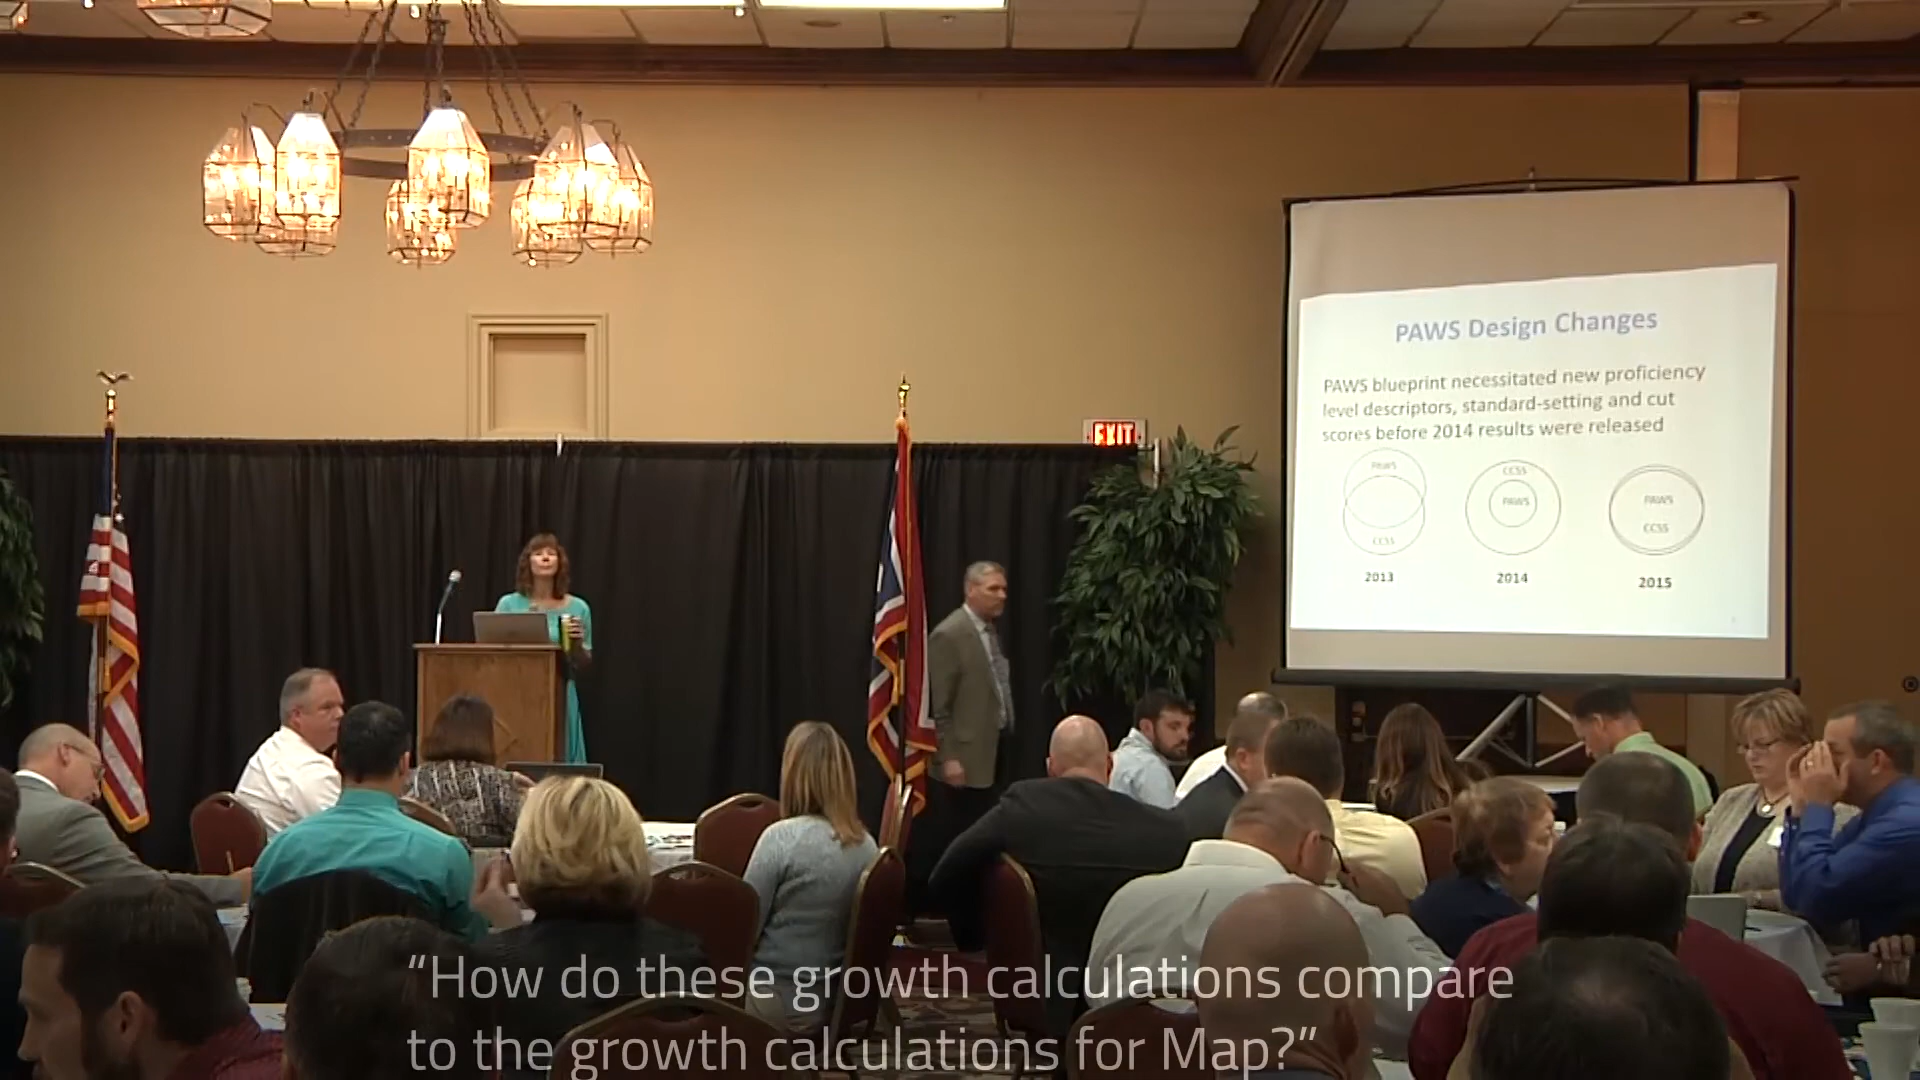 EXIT
PAWS Design Changes
PAWS blueprint necessitated new proficiency
level descriptors, standard-setting and cut
scores before 2014 results were released
PAWS
CCSS
2013
CCSS
PAWS
2014
PAWS
CCSS
2015
“How do these growth calculations compare
to the growth calculations for Map?”